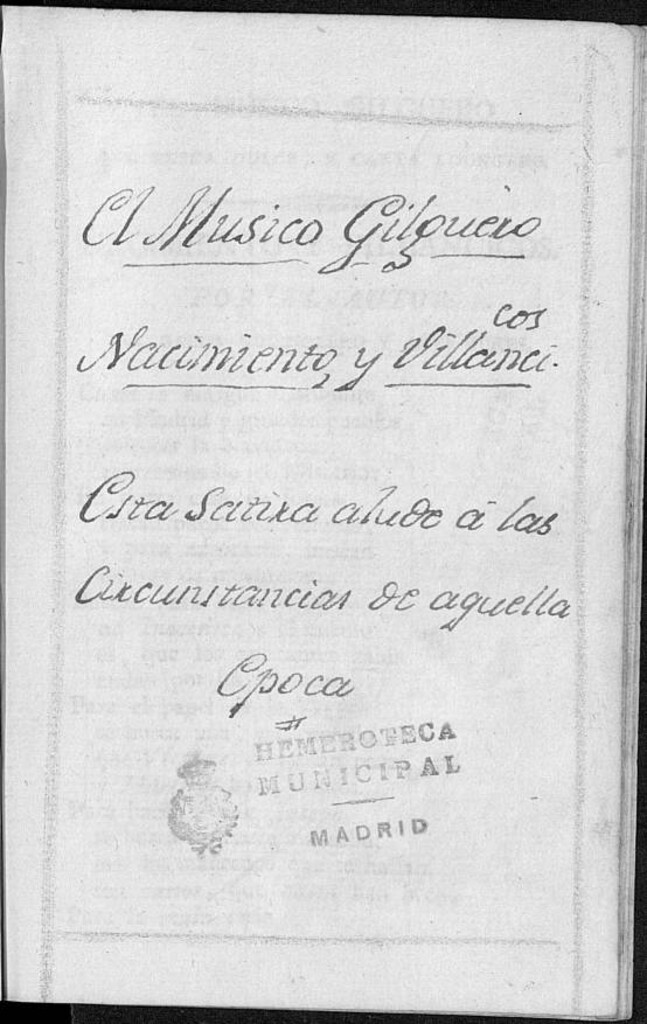 El Musico Gilguero
Nacimiento, y Villanci-
cos
Esta Satira alude á las
Circunstancias de aquella
Epoca
HEMEROTECA
MUNICIPAL
MADRID